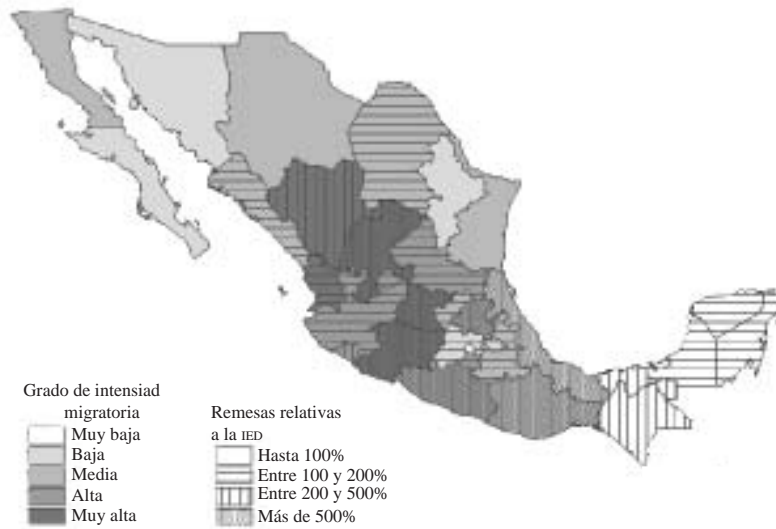 Grado de intensiad
migratoria
Muy baja
Baja
Media
Alta
Muy alta
Remesas relativas
a la IED
Hasta 100%
Entre 100 y 200%
Entre 200 y 500%
Más de 500%